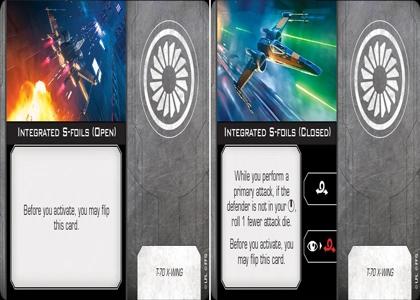 INTEGRATED S-FOILS (OPEN)
Before you activate, you may flip
this card.
T-70 X-WING
INTEGRATED S-FOILS (CLOSED)
While you perform a
primary attack, if the
defender is not in your
,
roll 1 fewer attack die.
Before you activate, you
may flip this card.
T-70 X-WING